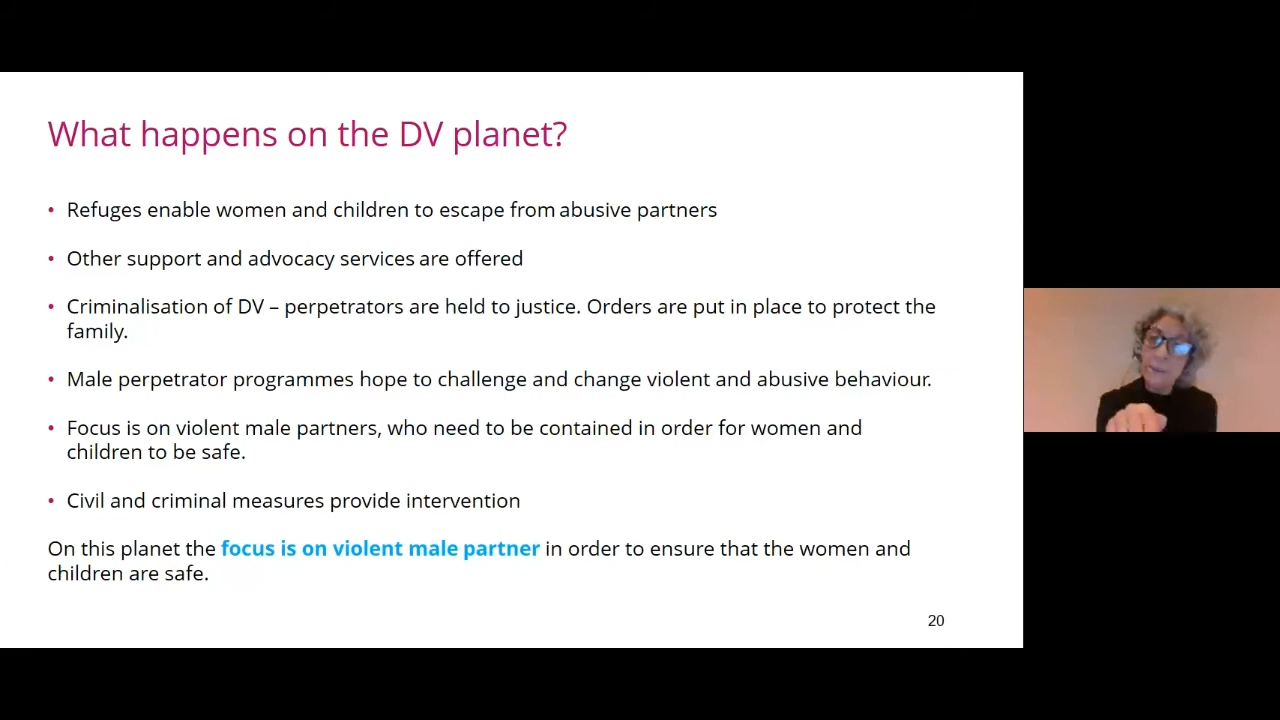 What happens on the DV planet?
• Refuges enable women and children to escape from abusive partners
• Other support and advocacy services are offered
• Criminalisation of DV – perpetrators are held to justice. Orders are put in place to protect the
family.
• Male perpetrator programmes hope to challenge and change violent and abusive behaviour.
• Focus is on violent male partners, who need to be contained in order for women and
children to be safe.
• Civil and criminal measures provide intervention
On this planet the focus is on violent male partner in order to ensure that the women and
children are safe.
20